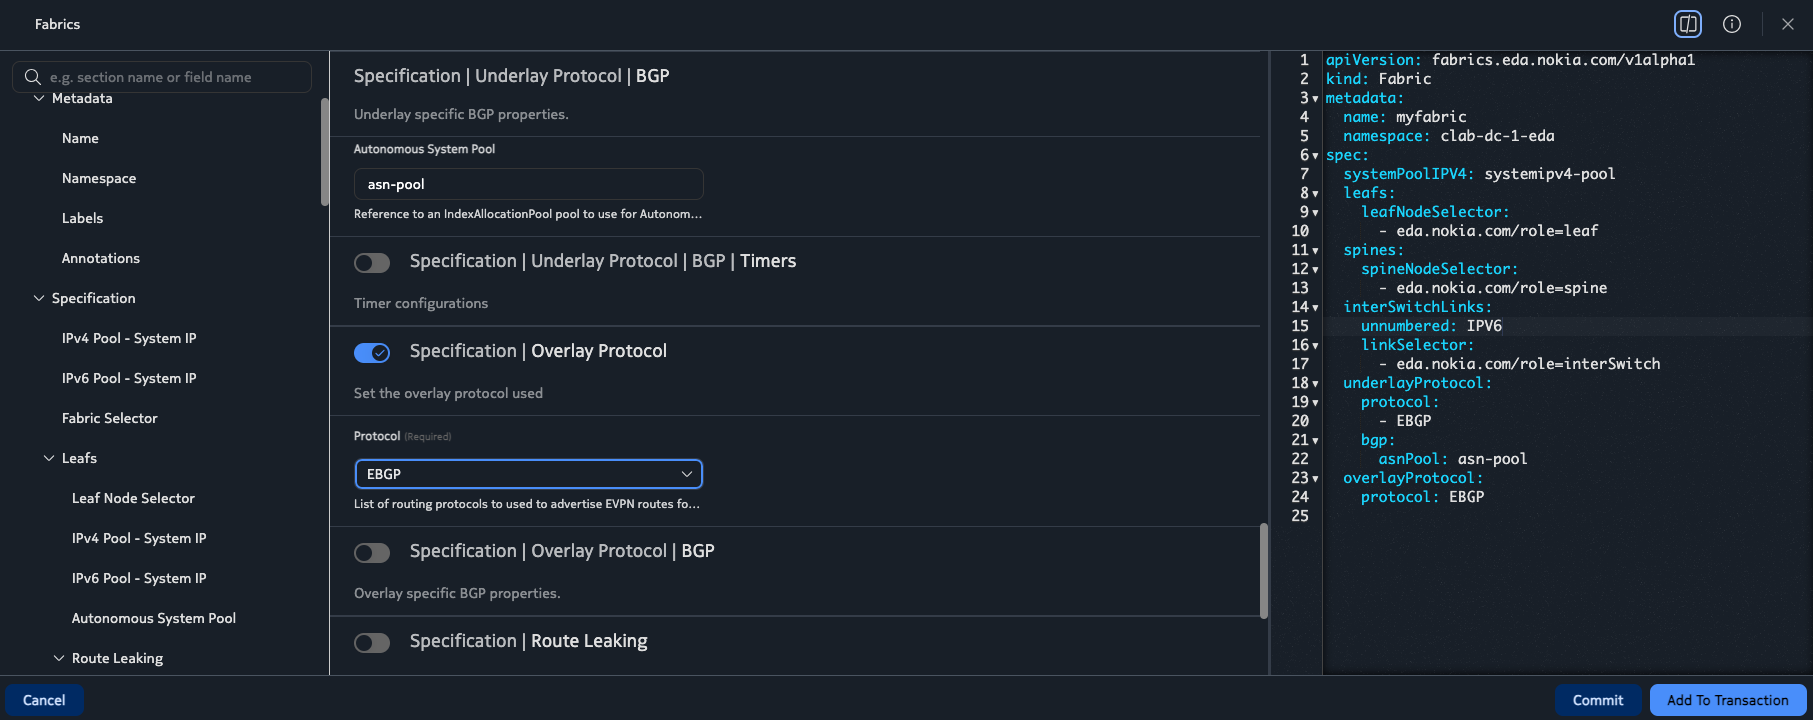 Fabrics
e.g. section name or field name
Metadata
Name
Namespace
Labels
Annotations
Specification
IPv4 Pool - System IP
IPv6 Pool - System IP
Fabric Selector
Leafs
Leaf Node Selector
IPv4 Pool - System IP
IPv6 Pool - System IP
Autonomous System Pool
Route Leaking
Specification | Underlay Protocol | BGP
Underlay specific BGP properties.
Autonomous System Pool
asn-pool
Reference to an IndexAllocationPool pool to use for Autonom...
Specification | Underlay Protocol | BGP | Timers
Timer configurations
Specification | Overlay Protocol
Set the overlay protocol used
Protocol (Required)
EBGP
List of routing protocols to used to advertise EVPN routes fo...
Specification | Overlay Protocol | BGP
Overlay specific BGP properties.
Specification | Route Leaking
1 apiVersion: fabrics.eda.nokia.com/v1alpha1
2 kind: Fabric
3 metadata:
4   name: myfabric
5   namespace: clab-dc-1-eda
6 spec:
7   systemPoolIPV4: systemipv4-pool
8   leafs:
9     leafNodeSelector:
10       - eda.nokia.com/role=leaf
11   spines:
12     spineNodeSelector:
13       - eda.nokia.com/role=spine
14   interSwitchLinks:
15     unnumbered: IPV6
16     linkSelector:
17       - eda.nokia.com/role=interSwitch
18   underlayProtocol:
19     protocol:
20       - EBGP
21     bgp:
22       asnPool: asn-pool
23   overlayProtocol:
24     protocol: EBGP
25
Cancel
Commit
Add To Transaction